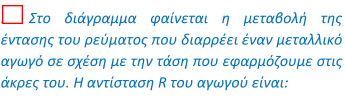 Στο διάγραμμα φαίνεται η μεταβολή της
έντασης του ρεύματος που διαρρέει έναν μεταλλικό
αγωγό σε σχέση με την τάση που εφαρμόζουμε στις
άκρες του. Η αντίσταση R του αγωγού είναι: